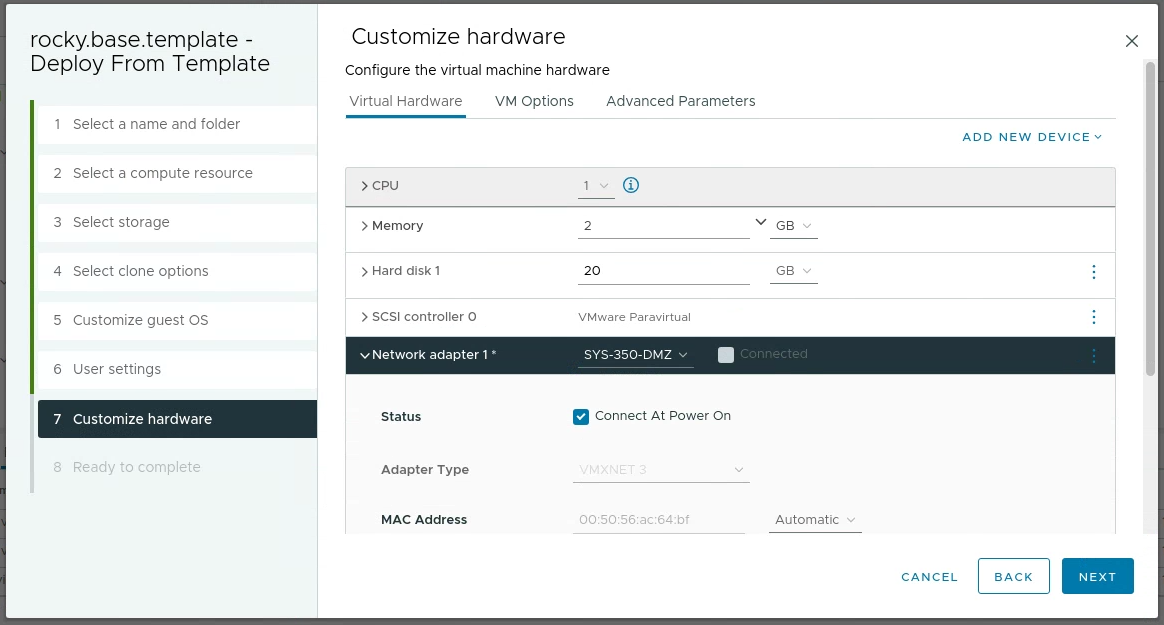 rocky.base.template -
Deploy From Template
1 Select a name and folder
2 Select a compute resource
3 Select storage
4 Select clone options
5 Customize guest OS
6 User settings
7 Customize hardware
8 Ready to complete
Customize hardware
Configure the virtual machine hardware
Virtual Hardware VM Options Advanced Parameters
ADD NEW DEVICE
CPU 1
Memory 2 GB
Hard disk 1 20 GB
SCSI controller 0 VMware Paravirtual
Network adapter 1 * SYS-350-DMZ Connected
Status Connect At Power On
Adapter Type VMXNET 3
MAC Address 00:50:56:ac:64:bf Automatic
CANCEL BACK NEXT